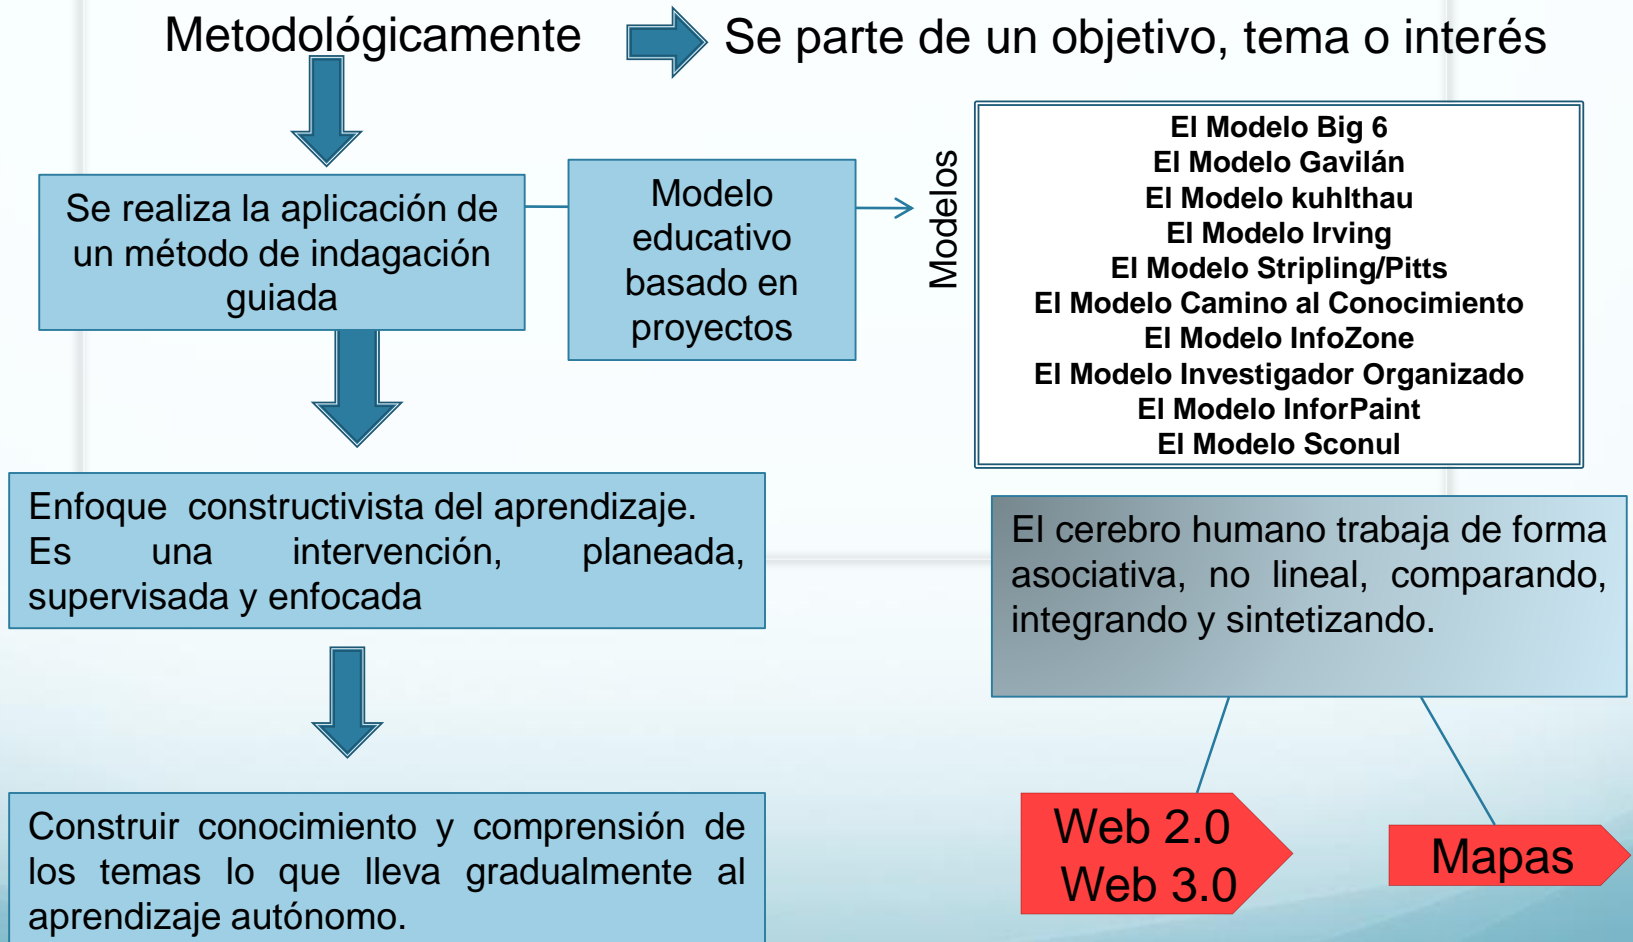 Metodológicamente
Se parte de un objetivo, tema o interés
Se realiza la aplicación de
un método de indagación
guiada
Modelo
educativo
basado en
proyectos
Modelos
El Modelo Big 6
El Modelo Gavilán
El Modelo kuhlthau
El Modelo Irving
El Modelo Stripling/Pitts
El Modelo Camino al Conocimiento
El Modelo InfoZone
El Modelo Investigador Organizado
El Modelo InforPaint
El Modelo Sconul
Enfoque constructivista del aprendizaje.
Es una intervención, planeada,
supervisada y enfocada
El cerebro humano trabaja de forma
asociativa, no lineal, comparando,
integrando y sintetizando.
Construir conocimiento y comprensión de
los temas lo que lleva gradualmente al
aprendizaje autónomo.
Web 2.0
Web 3.0
Mapas